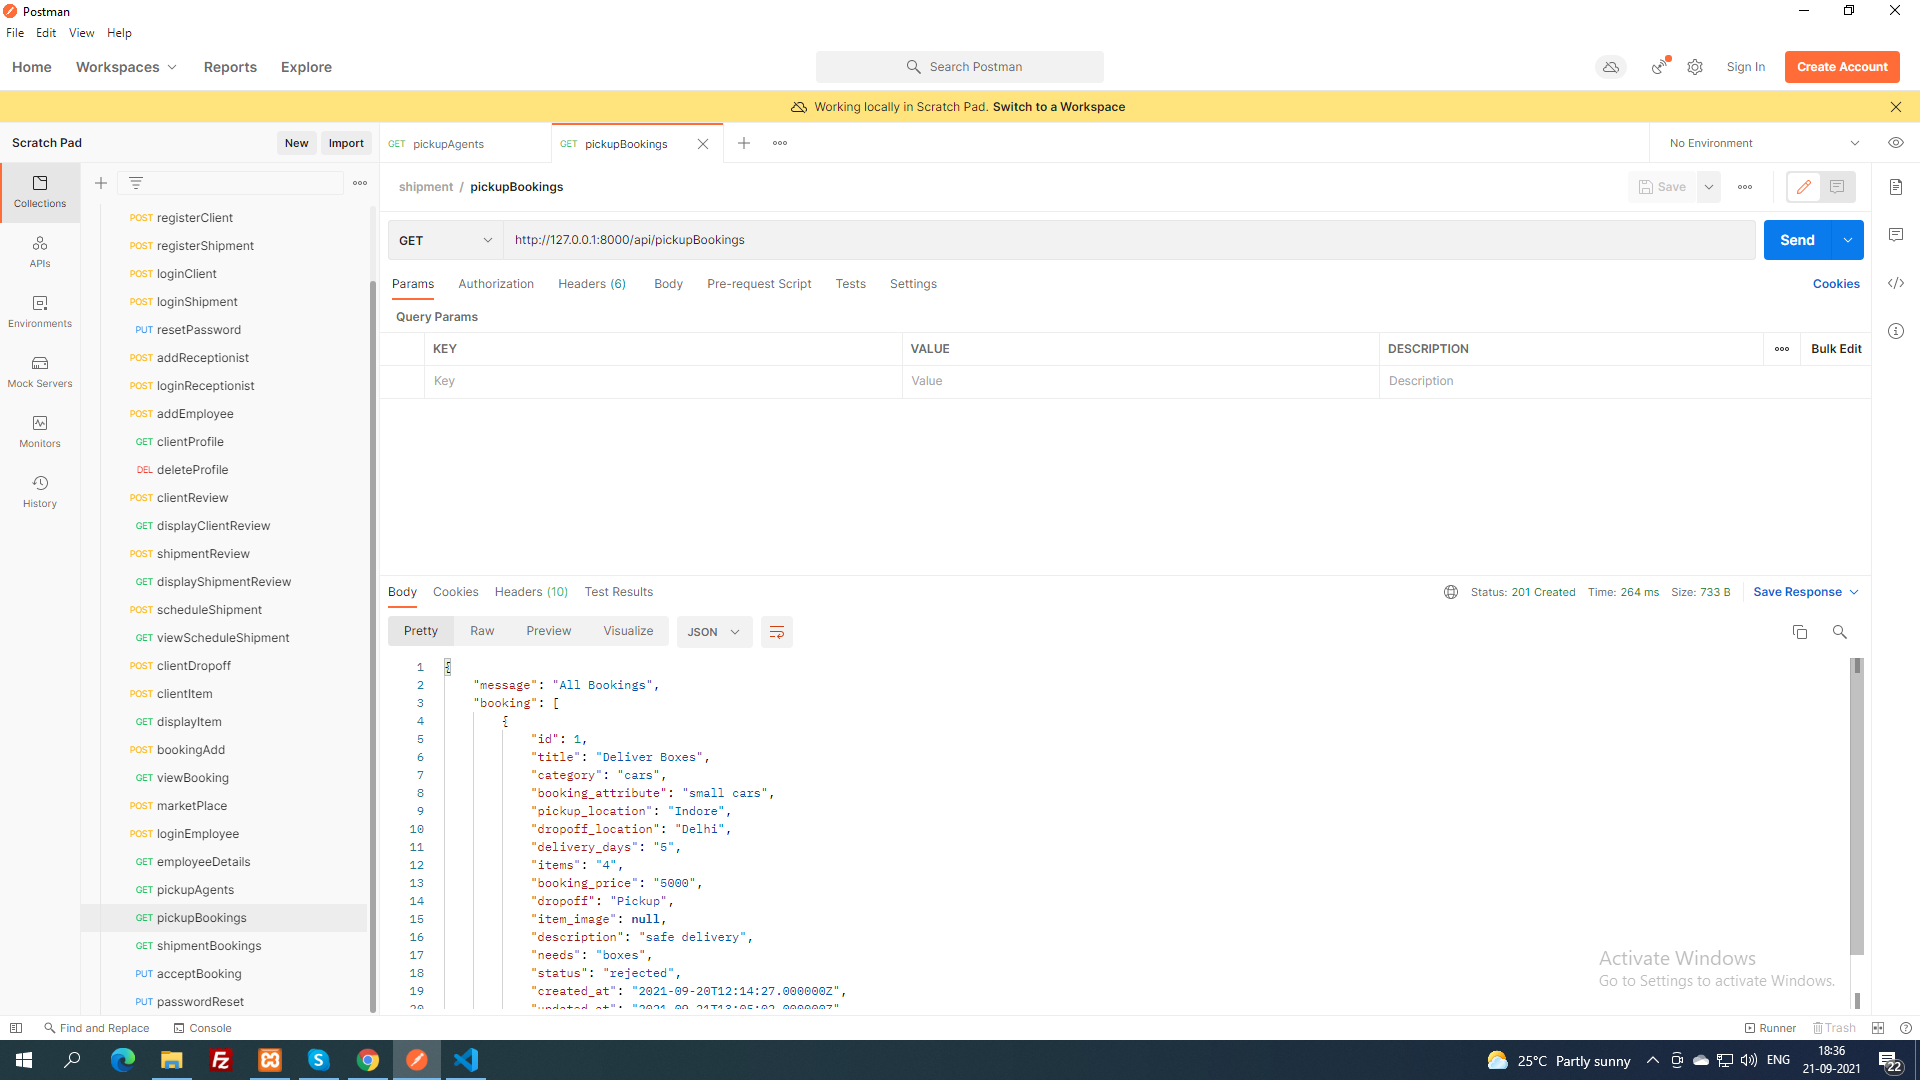 Postman
File Edit View Help
Home Workspaces Reports Explore
Search Postman
Sign In Create Account
Working locally in Scratch Pad. Switch to a Workspace
Scratch Pad New Import
GET pickupAgents
GET pickupBookings
No Environment
Collections
APIs
Environments
Mock Servers
Monitors
History
POST registerClient
POST registerShipment
POST loginClient
POST loginShipment
PUT resetPassword
POST addReceptionist
POST loginReceptionist
POST addEmployee
GET clientProfile
DEL deleteProfile
POST clientReview
GET displayClientReview
POST shipmentReview
GET displayShipmentReview
POST scheduleShipment
GET viewScheduleShipment
POST clientDropoff
POST clientItem
GET displayItem
POST bookingAdd
GET viewBooking
POST marketPlace
POST loginEmployee
GET employeeDetails
GET pickupAgents
GET pickupBookings
GET shipmentBookings
PUT acceptBooking
PUT passwordReset
shipment / pickupBookings
Save
GET http://127.0.0.1:8000/api/pickupBookings
Send
Params Authorization Headers (6) Body Pre-request Script Tests Settings Cookies
Query Params
KEY VALUE DESCRIPTION Bulk Edit
Key Value Description
Body Cookies Headers (10) Test Results
Status: 201 Created Time: 264 ms Size: 733 B Save Response
Pretty Raw Preview Visualize JSON
1 {
2 "message": "All Bookings",
3 "booking": [
4 {
5 "id": 1,
6 "title": "Deliver Boxes",
7 "category": "cars",
8 "booking_attribute": "small cars",
9 "pickup_location": "Indore",
10 "dropoff_location": "Delhi",
11 "delivery_days": "5",
12 "items": "4",
13 "booking_price": "5000",
14 "dropoff": "Pickup",
15 "item_image": null,
16 "description": "safe delivery",
17 "needs": "boxes",
18 "status": "rejected",
19 "created_at": "2021-09-20T12:14:27.000000Z",
20 "updated_at": "2021-09-21T13:05:02.000000Z"
Activate Windows
Go to Settings to activate Windows.
Find and Replace Console
Runner Trash
25°C Partly sunny
ENG
18:36
21-09-2021
22